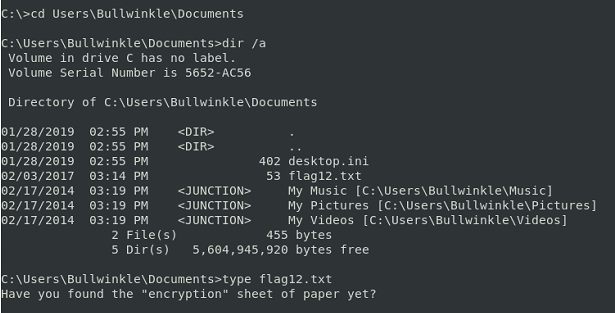 C:\>cd Users\Bullwinkle\Documents
C:\Users\Bullwinkle\Documents>dir /a
Volume in drive C has no label.
Volume Serial Number is 5652-AC56
Directory of C:\Users\Bullwinkle\Documents
01/28/2019  02:55 PM    <DIR>          .
01/28/2019  02:55 PM    <DIR>          ..
01/28/2019  02:55 PM               402 desktop.ini
02/03/2017  03:14 PM                53 flag12.txt
02/17/2014  03:19 PM    <JUNCTION>     My Music [C:\Users\Bullwinkle\Music]
02/17/2014  03:19 PM    <JUNCTION>     My Pictures [C:\Users\Bullwinkle\Pictures]
02/17/2014  03:19 PM    <JUNCTION>     My Videos [C:\Users\Bullwinkle\Videos]
2 File(s)            455 bytes
5 Dir(s)   5,604,945,920 bytes free
C:\Users\Bullwinkle\Documents>type flag12.txt
Have you found the "encryption" sheet of paper yet?